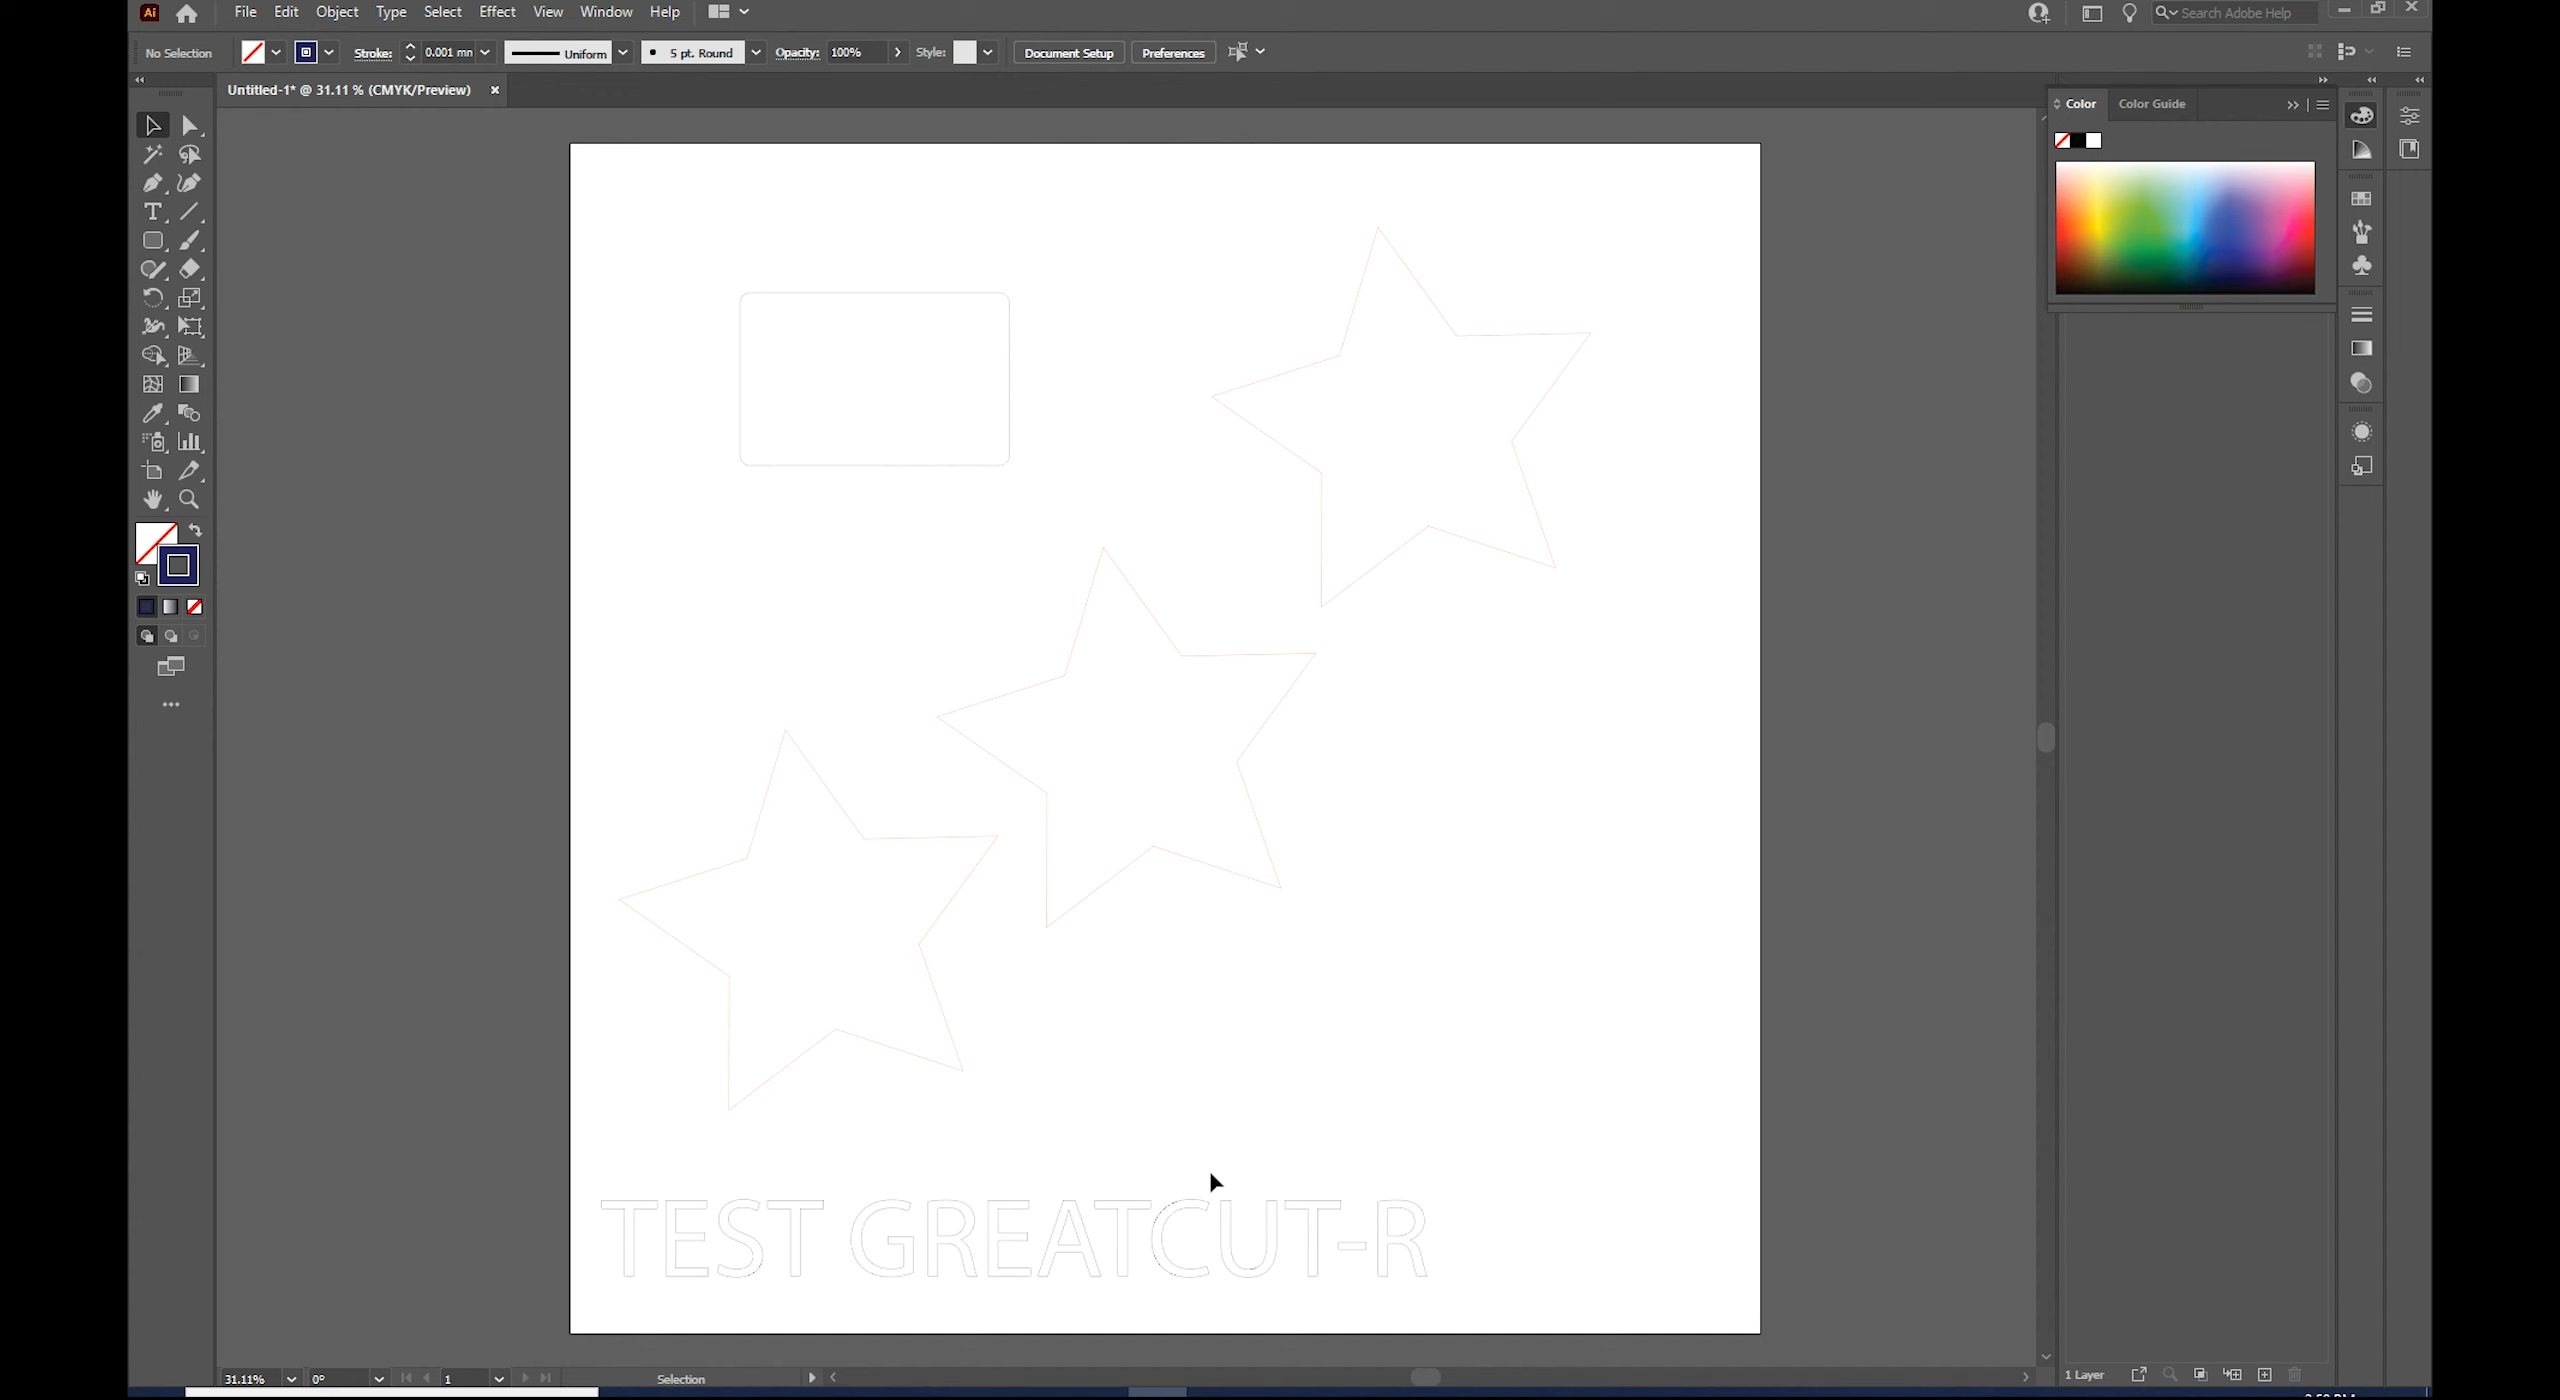 Ai File Edit Object Type Select Effect View Window Help Search Adobe Help
No Selection Stroke: 0.001 mn Uniform 5 pt. Round Opacity: 100% Style: Document Setup Preferences
Untitled-1* @ 31.11 % (CMYK/Preview)
Color Color Guide
TEST GREATCUT-R
31.11% 0° 1 Selection 1 Layer